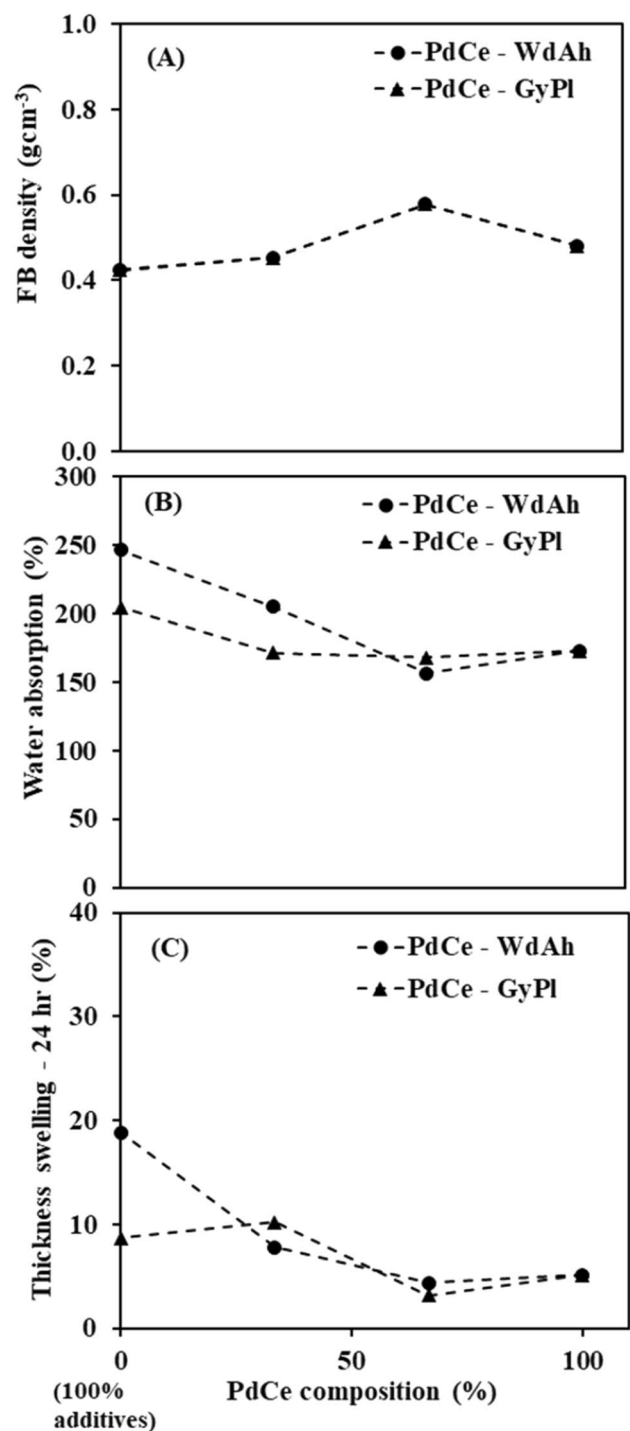 (A)
PdCe - WdAh
PdCe - GyPl
FB density (gcm-3)
1.0
0.8
0.6
0.4
0.2
0.0
(B)
PdCe - WdAh
PdCe - GyPl
Water absorption (%)
300
250
200
150
100
50
0
(C)
PdCe - WdAh
PdCe - GyPl
Thickness swelling - 24 hr (%)
40
30
20
10
0
0
50
100
(100%
additives)
PdCe composition (%)